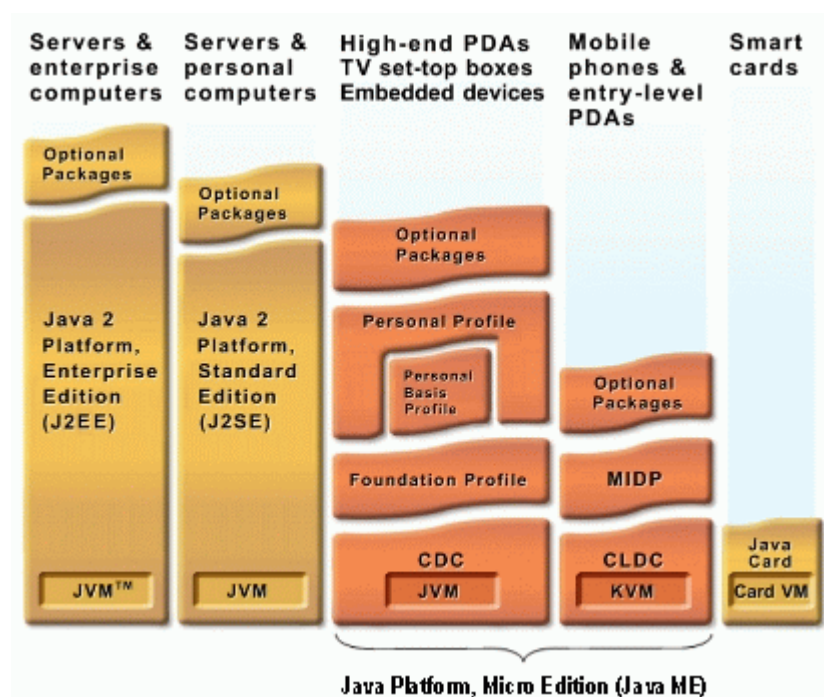 Servers &
enterprise
computers
Servers &
personal
computers
High-end PDAs
TV set-top boxes
Embedded devices
Mobile
phones &
entry-level
PDAs
Smart
cards
Optional
Packages
Java 2
Platform,
Enterprise
Edition
(J2EE)
JVM™
Optional
Packages
Java 2
Platform,
Standard
Edition
(J2SE)
JVM
Optional
Packages
Personal Profile
Personal
Basis
Profile
Foundation Profile
CDC
JVM
Optional
Packages
MIDP
CLDC
KVM
Java
Card
Card VM
Java Platform, Micro Edition (Java ME)